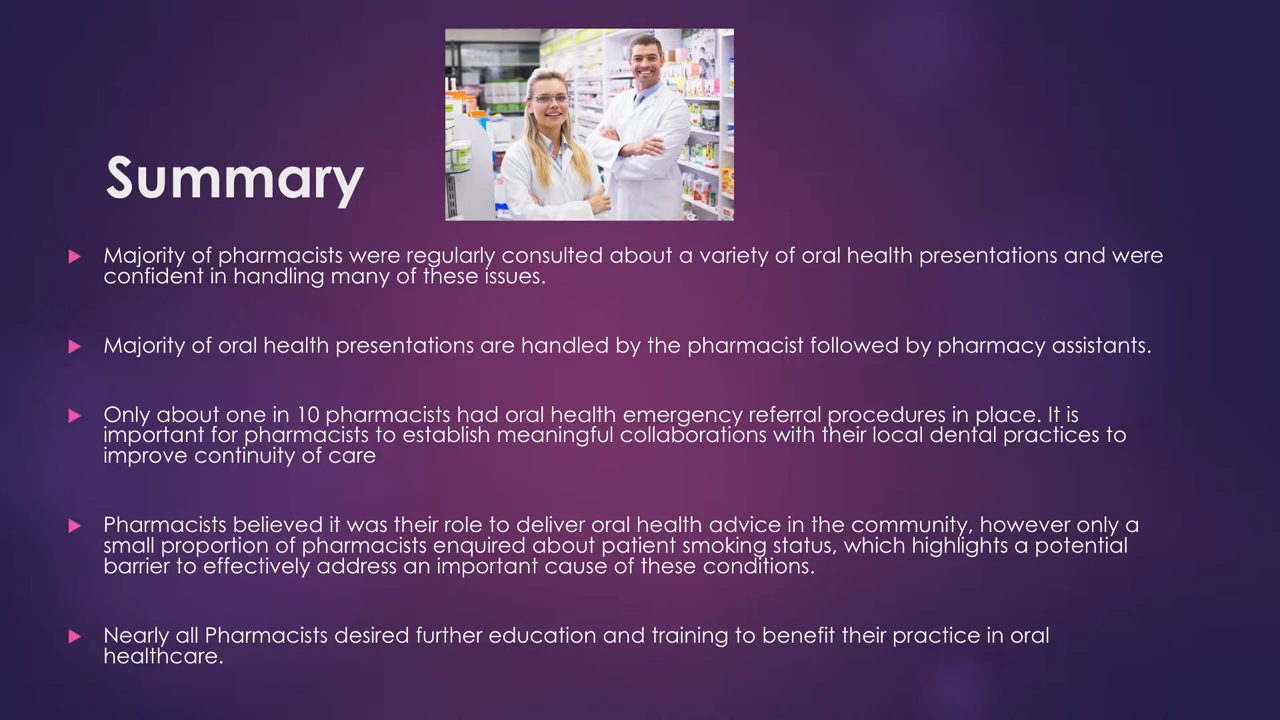 Summary
Majority of pharmacists were regularly consulted about a variety of oral health presentations and were
confident in handling many of these issues.
Majority of oral health presentations are handled by the pharmacist followed by pharmacy assistants.
Only about one in 10 pharmacists had oral health emergency referral procedures in place. It is
important for pharmacists to establish meaningful collaborations with their local dental practices to
improve continuity of care
Pharmacists believed it was their role to deliver oral health advice in the community, however only a
small proportion of pharmacists enquired about patient smoking status, which highlights a potential
barrier to effectively address an important cause of these conditions.
Nearly all Pharmacists desired further education and training to benefit their practice in oral
healthcare.